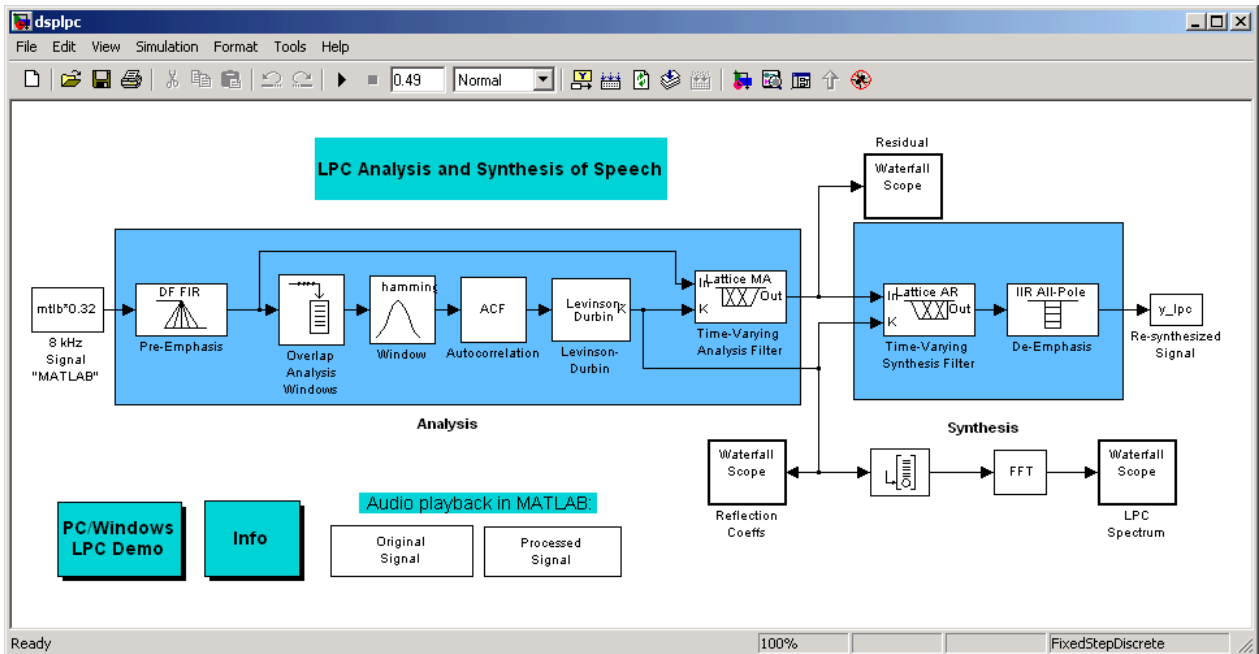 dsplpc
File Edit View Simulation Format Tools Help
0.49 Normal
LPC Analysis and Synthesis of Speech
Residual
Waterfall
Scope
mtlb*0.32
8 kHz
Signal
"MATLAB"
DF FIR
Pre-Emphasis
Overlap
Analysis
Windows
hamming
Window
ACF
Autocorrelation
Levinson
Durbin
K
Levinson-
Durbin
Lattice MA
In
Out
K
Time-Varying
Analysis Filter
Lattice AR
In
Out
K
Time-Varying
Synthesis Filter
IIR All-Pole
De-Emphasis
y_lpc
Re-synthesized
Signal
Analysis
Synthesis
Waterfall
Scope
Reflection
Coeffs
FFT
Waterfall
Scope
LPC
Spectrum
PC/Windows
LPC Demo
Info
Audio playback in MATLAB:
Original
Signal
Processed
Signal
Ready
100%
FixedStepDiscrete